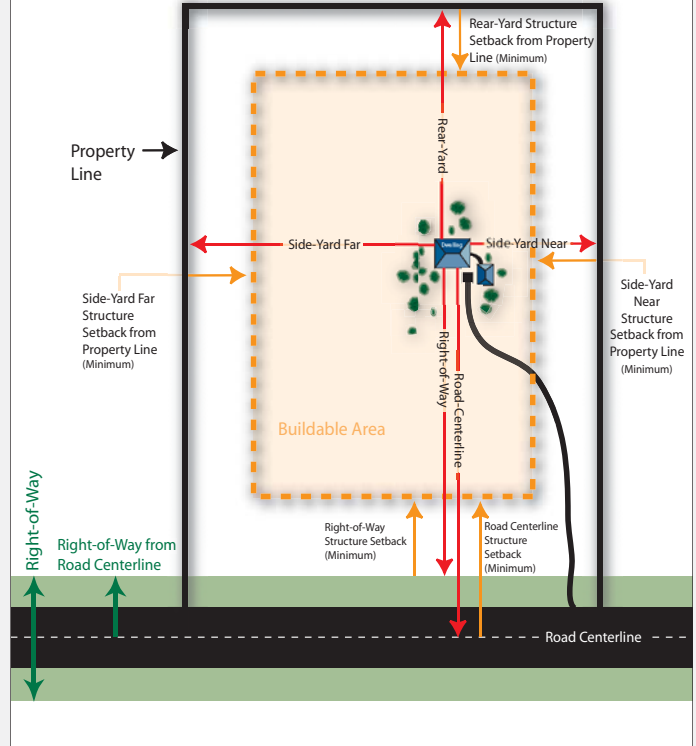 Rear-Yard Structure
Setback from Property
Line (Minimum)
Rear-Yard
Property
Line
Dwelling
Side-Yard Far
Side-Yard Near
Side-Yard Far
Structure
Setback from
Property Line
(Minimum)
Side-Yard
Near
Structure
Setback from
Property Line
(Minimum)
Right-of-Way
Road-Centerline
Buildable Area
Right-of-Way
Right-of-Way from
Road Centerline
Right-of-Way
Structure Setback
(Minimum)
Road Centerline
Structure
Setback
(Minimum)
Road Centerline